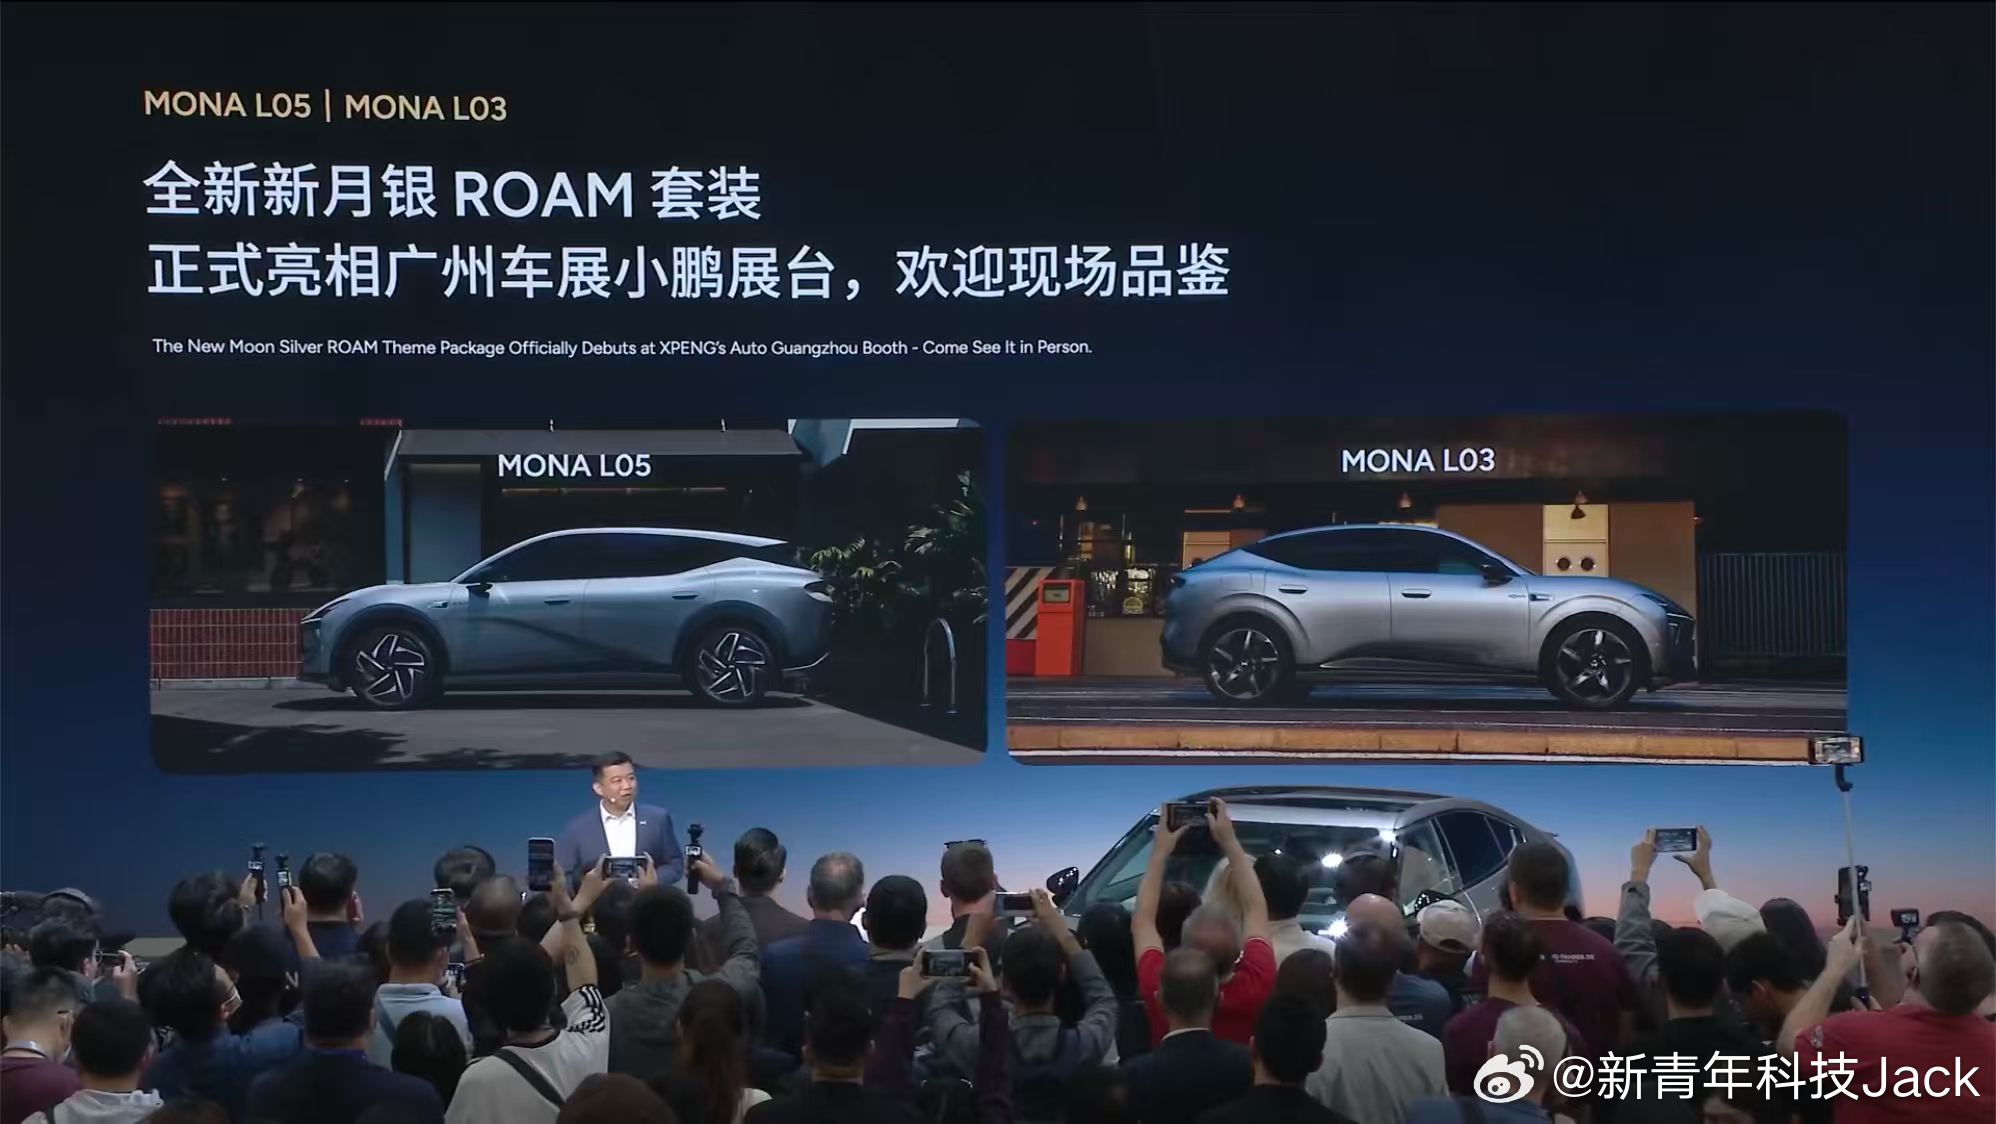 MONA L05 | MONA L03
全新新月银 ROAM 套装
正式亮相广州车展小鹏展台，欢迎现场品鉴
The New Moon Silver ROAM Theme Package Officially Debuts at XPENG's Auto Guangzhou Booth - Come See It in Person.
MONA L05
MONA L03
@新青年科技Jack